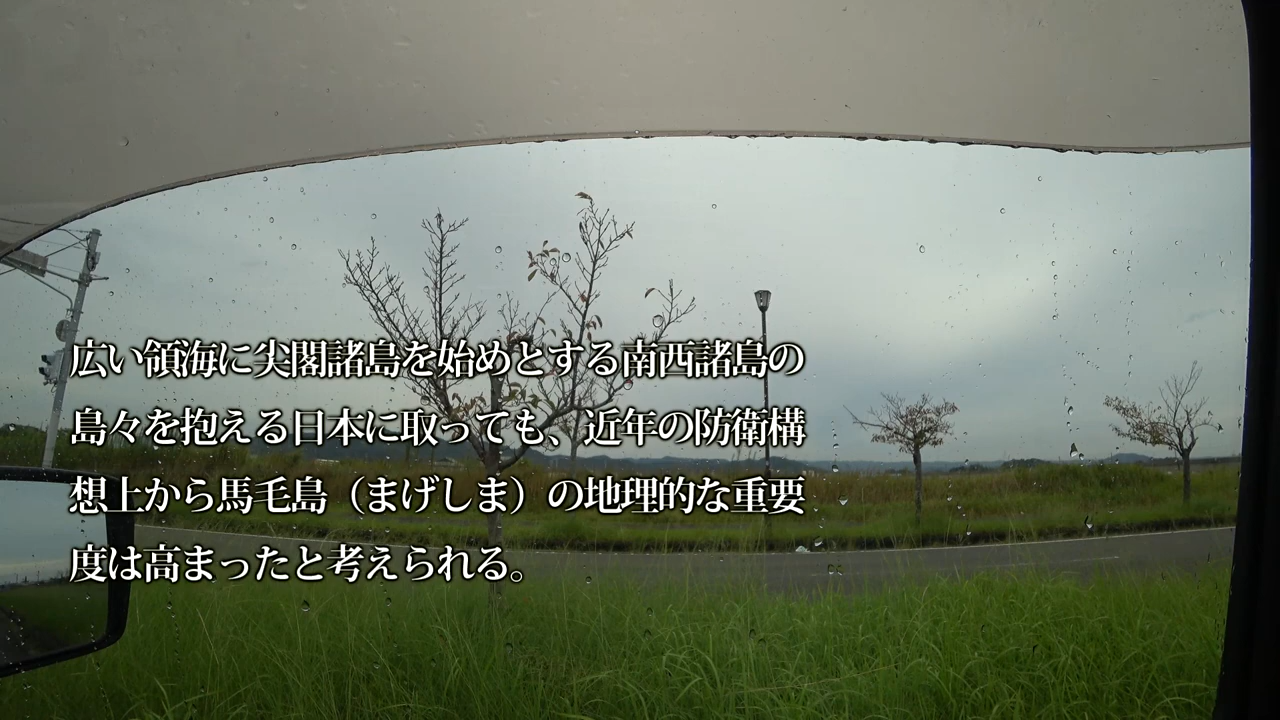 広い領海に尖閣諸島を始めとする南西諸島の
島々を抱える日本に取っても、近年の防衛構
想上から馬毛島（まげしま）の地理的な重要
度は高まったと考えられる。